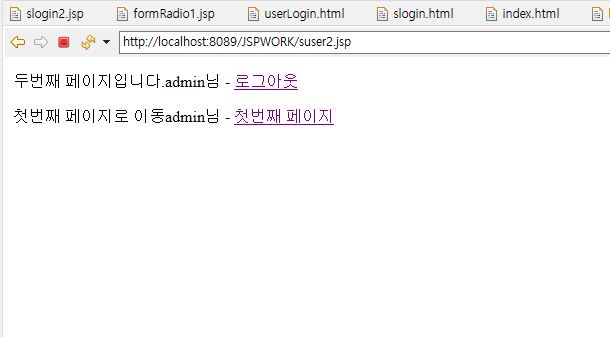 slogin2.jsp formRadio1.jsp userLogin.html slogin.html index.html
http://localhost:8089/JSPWORK/suser2.jsp
두번째 페이지입니다.admin님 - 로그아웃
첫번째 페이지로 이동admin님 - 첫번째 페이지